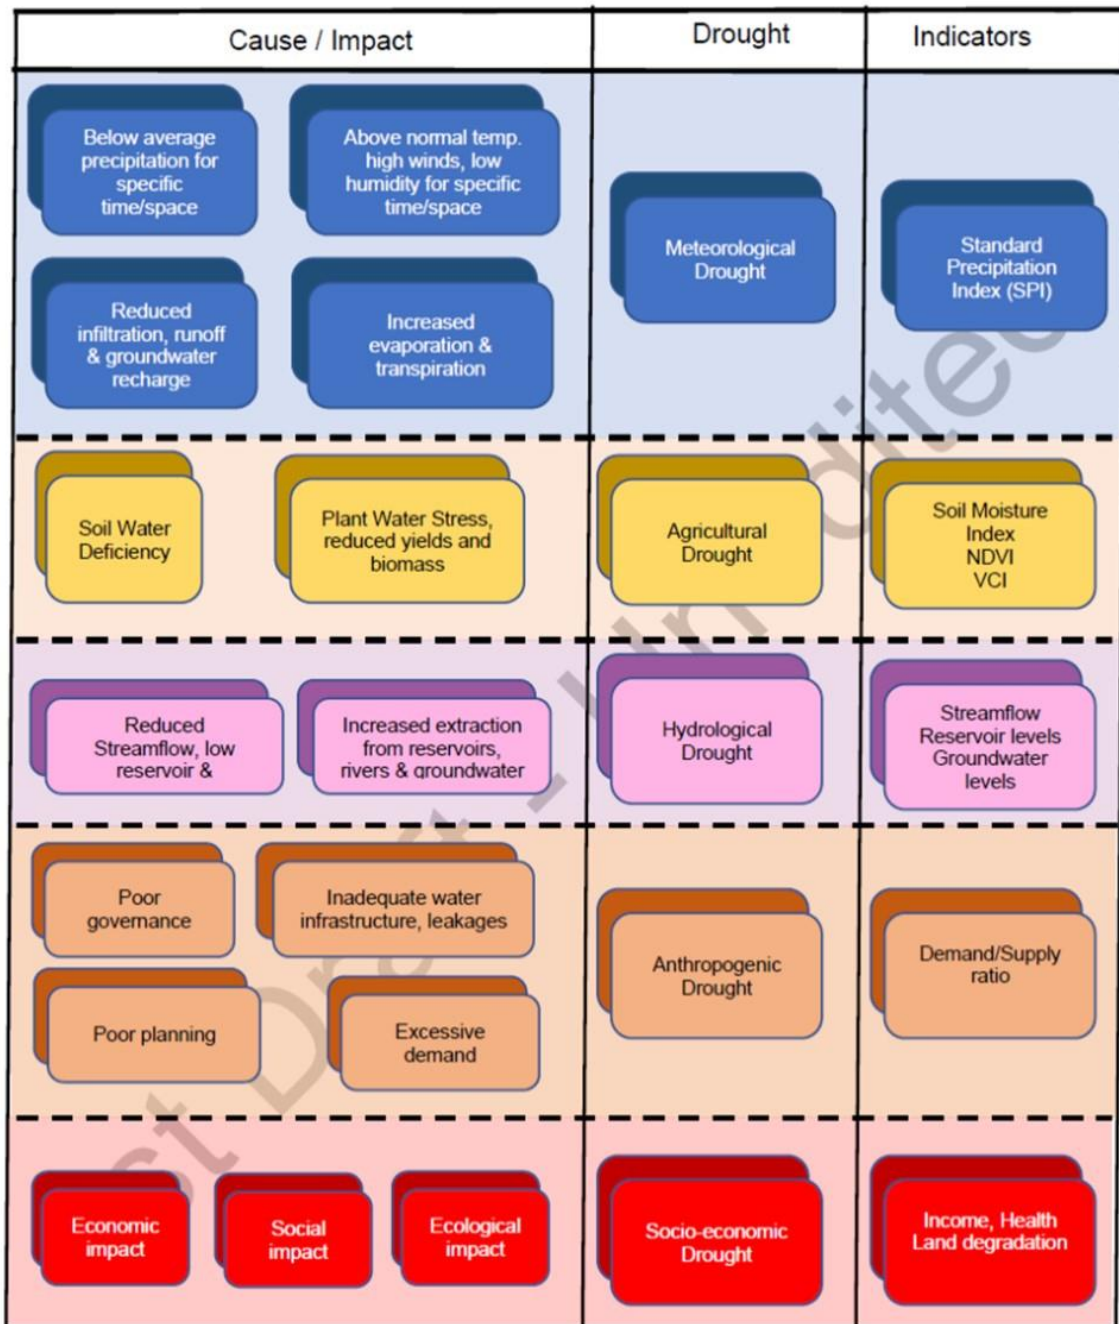 Cause / Impact
Drought
Indicators
Below average
precipitation for
specific
time/space
Above normal temp.
high winds, low
humidity for specific
time/space
Reduced
infiltration, runoff
& groundwater
recharge
Increased
evaporation &
transpiration
Meteorological
Drought
Standard
Precipitation
Index (SPI)
Soil Water
Deficiency
Plant Water Stress,
reduced yields and
biomass
Agricultural
Drought
Soil Moisture
Index
NDVI
VCI
Reduced
Streamflow, low
reservoir &
Increased extraction
from reservoirs,
rivers & groundwater
Hydrological
Drought
Streamflow
Reservoir levels
Groundwater
levels
Poor
governance
Inadequate water
infrastructure, leakages
Poor planning
Excessive
demand
Anthropogenic
Drought
Demand/Supply
ratio
Economic
impact
Social
impact
Ecological
impact
Socio-economic
Drought
Income, Health
Land degradation